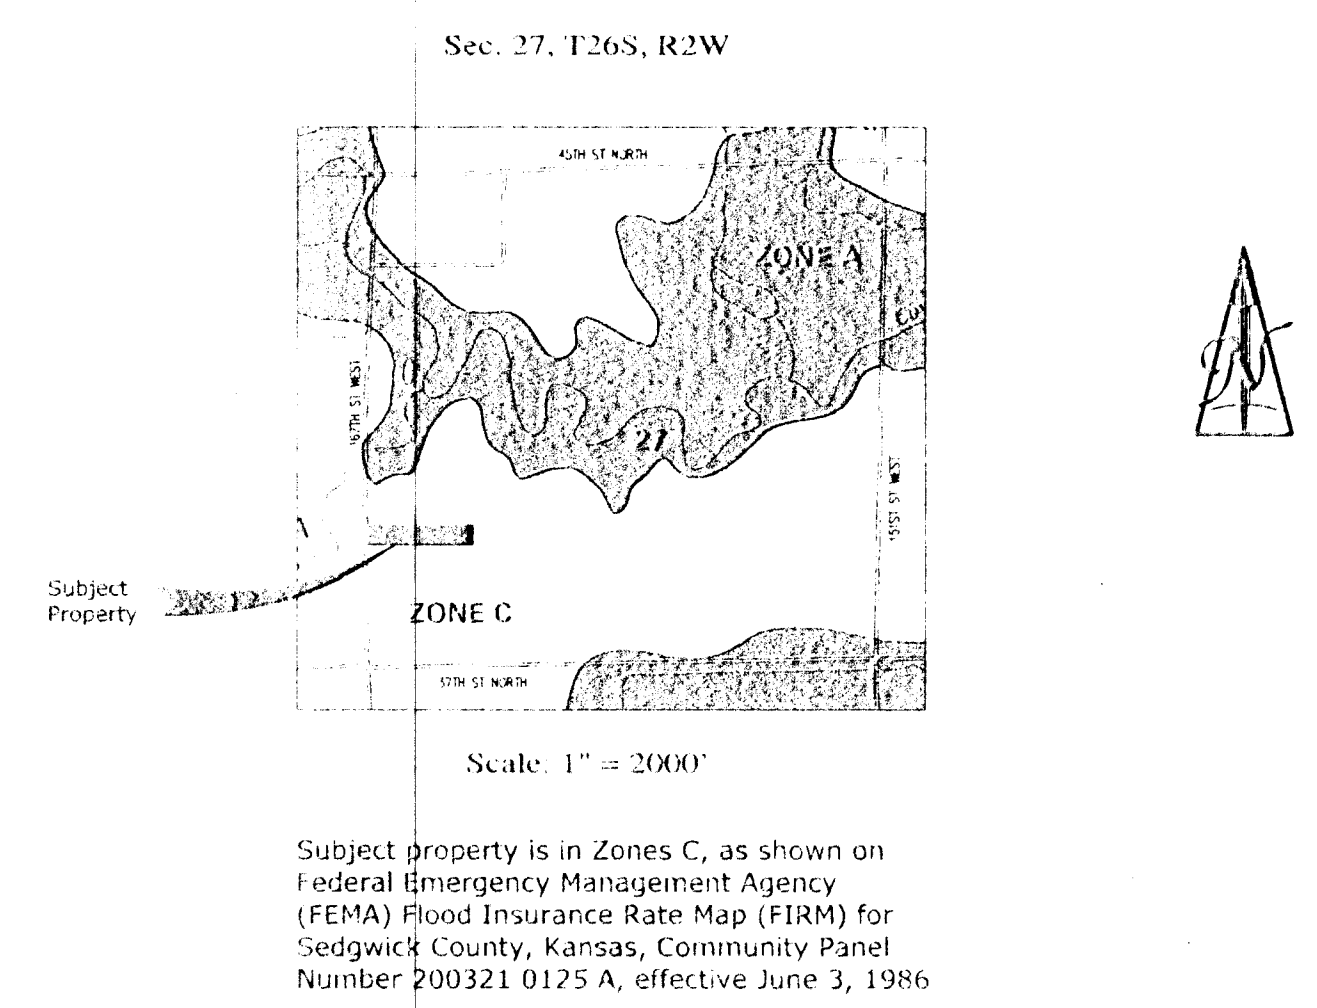 Sec. 27, T26S, R2W
45TH ST NORTH
ZONE A
167TH ST WEST
27
151ST ST WEST
A
Subject
Property
ZONE C
37TH ST NORTH
Scale: 1" = 2000'
Subject property is in Zones C, as shown on
Federal Emergency Management Agency
(FEMA) Flood Insurance Rate Map (FIRM) for
Sedgwick County, Kansas, Community Panel
Number 200321 0125 A, effective June 3, 1986